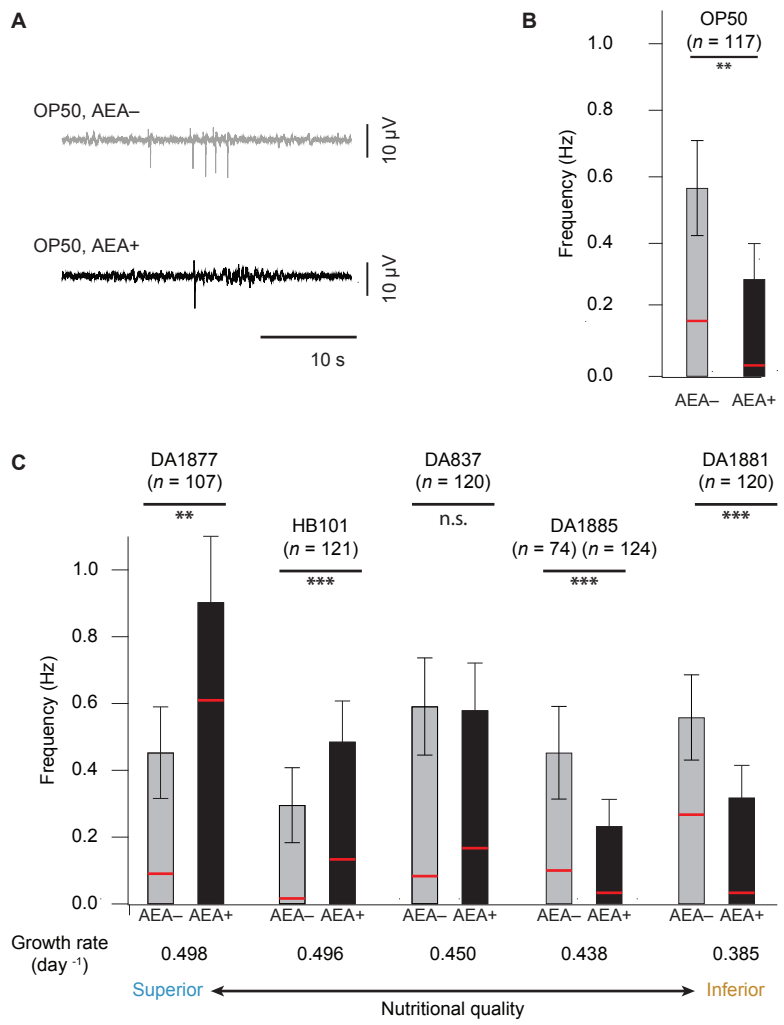 A
OP50, AEA–
10 µV
OP50, AEA+
10 µV
10 s
B
OP50
(n = 117)
**
1.0
0.8
0.6
0.4
0.2
0.0
Frequency (Hz)
AEA– AEA+
C
DA1877
(n = 107)
**
HB101
(n = 121)
***
DA837
(n = 120)
n.s.
DA1885
(n = 74) (n = 124)
***
DA1881
(n = 120)
***
1.0
0.8
0.6
0.4
0.2
0.0
Frequency (Hz)
AEA– AEA+ AEA– AEA+ AEA– AEA+ AEA– AEA+ AEA– AEA+
Growth rate
(day -1)
0.498 0.496 0.450 0.438 0.385
Superior Inferior
Nutritional quality